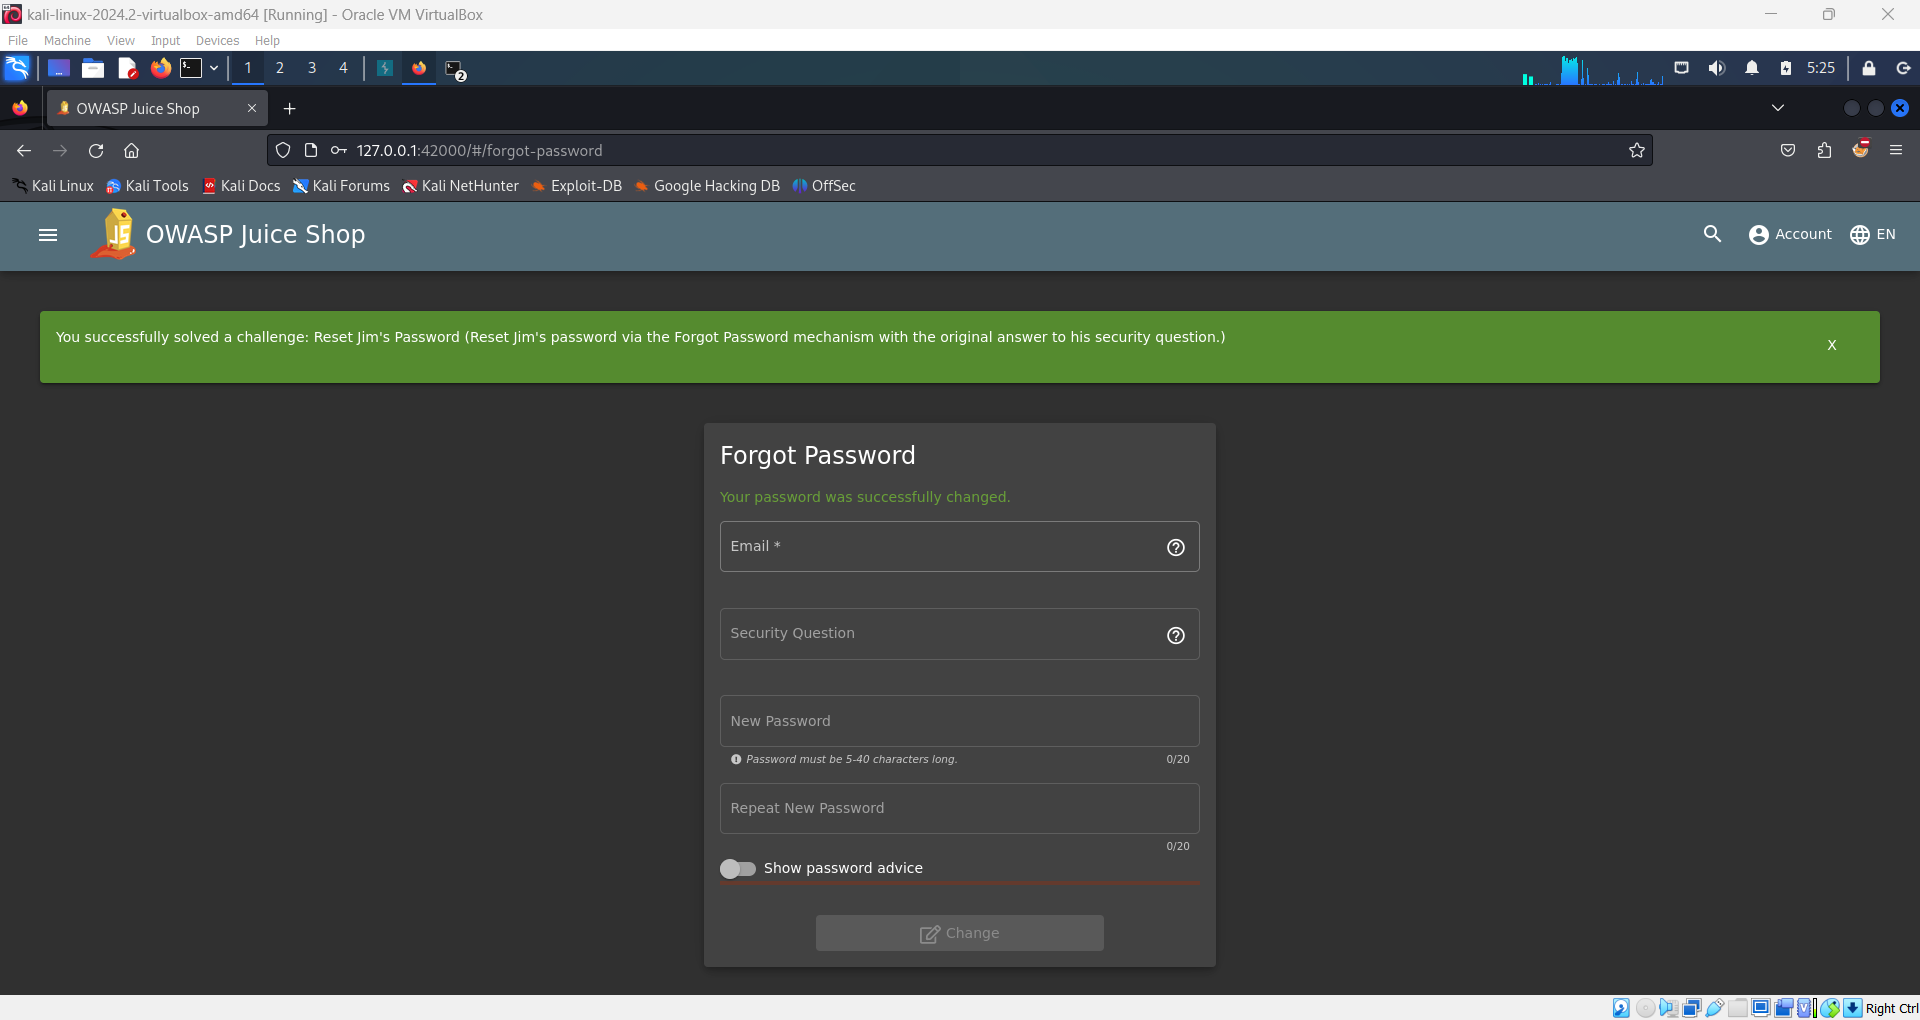 kali-linux-2024.2-virtualbox-amd64 [Running] - Oracle VM VirtualBox
File Machine View Input Devices Help
1 2 3 4 2 5:25
OWASP Juice Shop
127.0.0.1:42000/#/forgot-password
Kali Linux Kali Tools Kali Docs Kali Forums Kali NetHunter Exploit-DB Google Hacking DB OffSec
JS OWASP Juice Shop Account EN
You successfully solved a challenge: Reset Jim's Password (Reset Jim's password via the Forgot Password mechanism with the original answer to his security question.) X
Forgot Password
Your password was successfully changed.
Email *
Security Question
New Password
Password must be 5-40 characters long. 0/20
Repeat New Password
0/20
Show password advice
Change
Right Ctrl